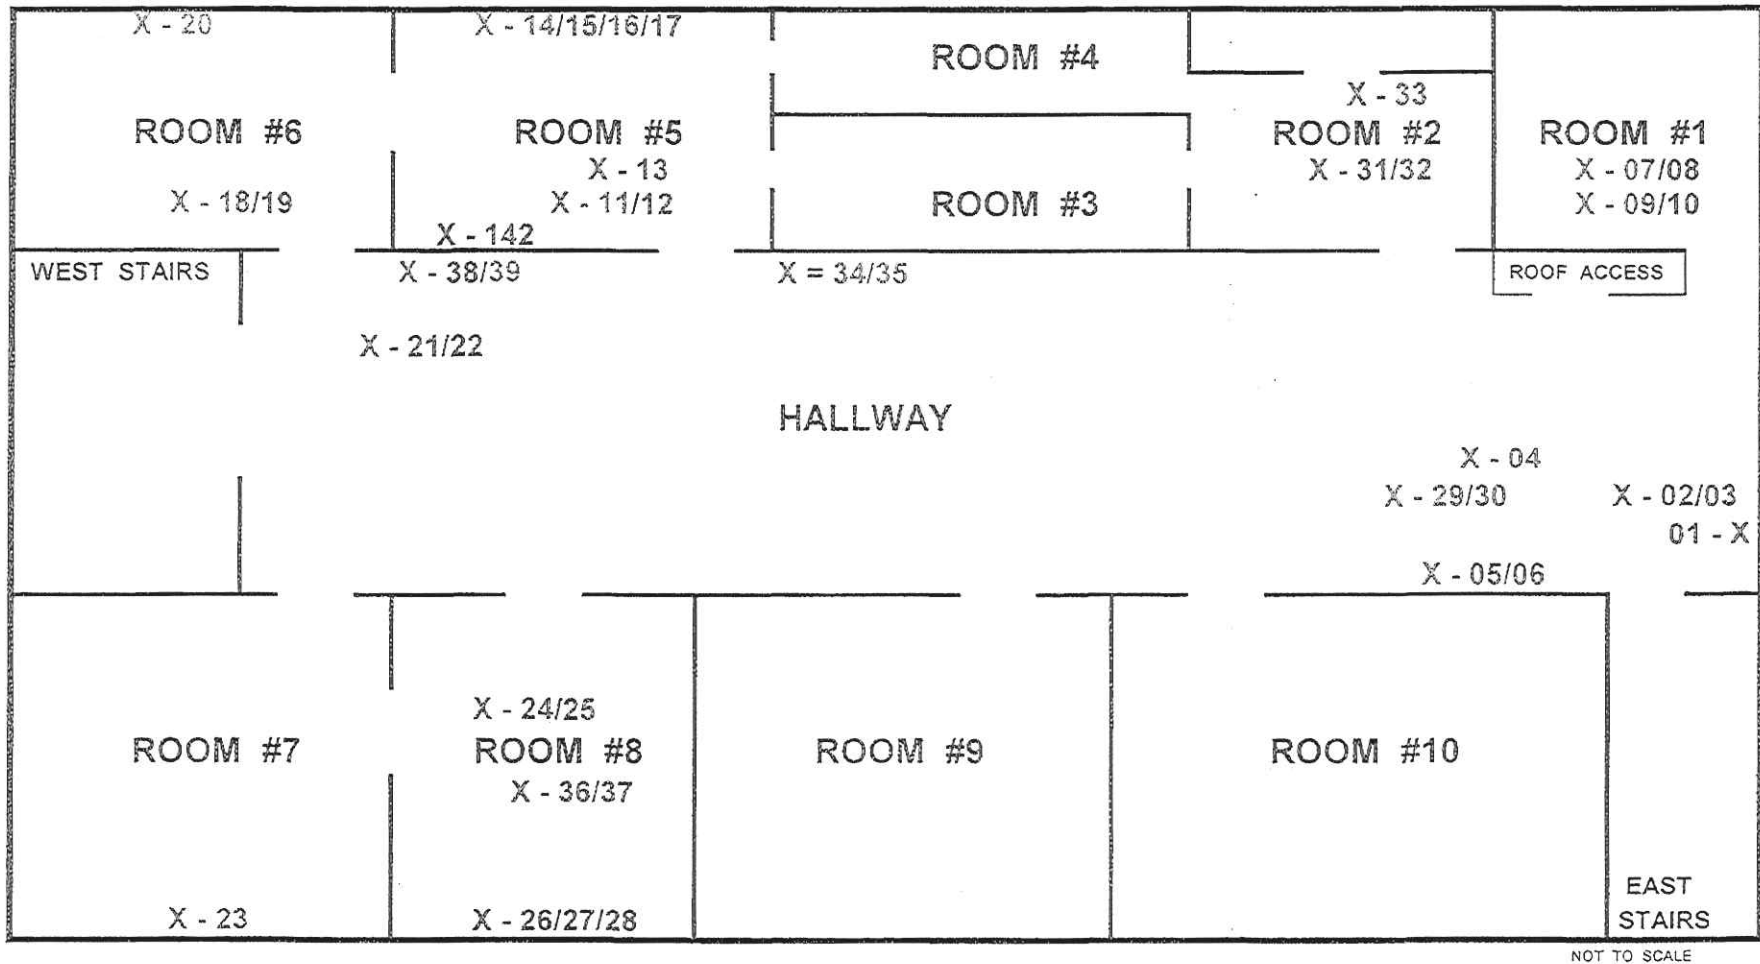 X - 20
X - 14/15/16/17
ROOM #4
X - 33
ROOM #6
ROOM #5
ROOM #2
ROOM #1
X - 13
X - 31/32
X - 07/08
X - 18/19
X - 11/12
ROOM #3
X - 09/10
X - 142
WEST STAIRS
X - 38/39
X = 34/35
ROOF ACCESS
X - 21/22
HALLWAY
X - 04
X - 29/30
X - 02/03
01 - X
X - 05/06
X - 24/25
ROOM #7
ROOM #8
ROOM #9
ROOM #10
X - 36/37
EAST
STAIRS
X - 23
X - 26/27/28
NOT TO SCALE